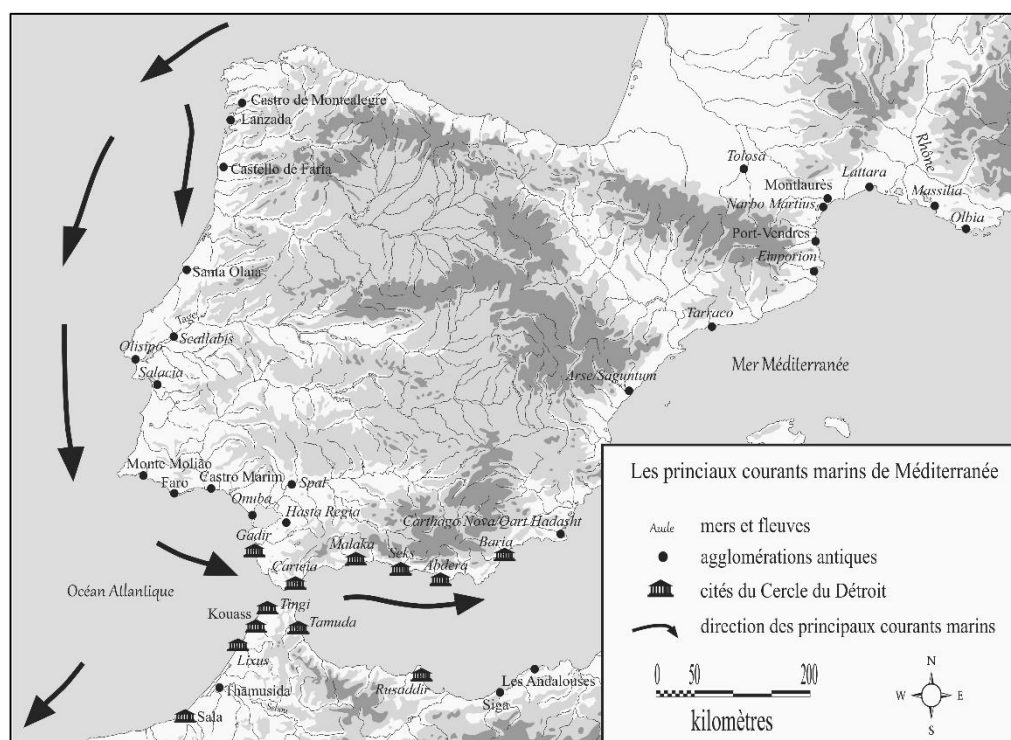 Castro de Montealegre
Lanzada
Castello de Faria
Santa Olaia
Tage
Scallabis
Olisipo
Salacia
Monte Molião
Faro
Castro Marim
Onuba
Spal
Hasta Regia
Gadir
Carteia
Malaka
Seks
Abdera
Baria
Carthago Nova/Qart Hadasht
Arse/Saguntum
Tarraco
Emporion
Port-Vendres
Narbo Martius
Montlaurès
Tolosa
Lattara
Rhône
Massilia
Olbia
Mer Méditerranée
Océan Atlantique
Tingi
Kouass
Tamuda
Lixus
Thamusida
Sebou
Sala
Rusaddir
Siga
Les Andalouses
Les princiaux courants marins de Méditerranée
Aude mers et fleuves
agglomérations antiques
cités du Cercle du Détroit
direction des principaux courants marins
0 50 200
kilomètres
N
W E
S